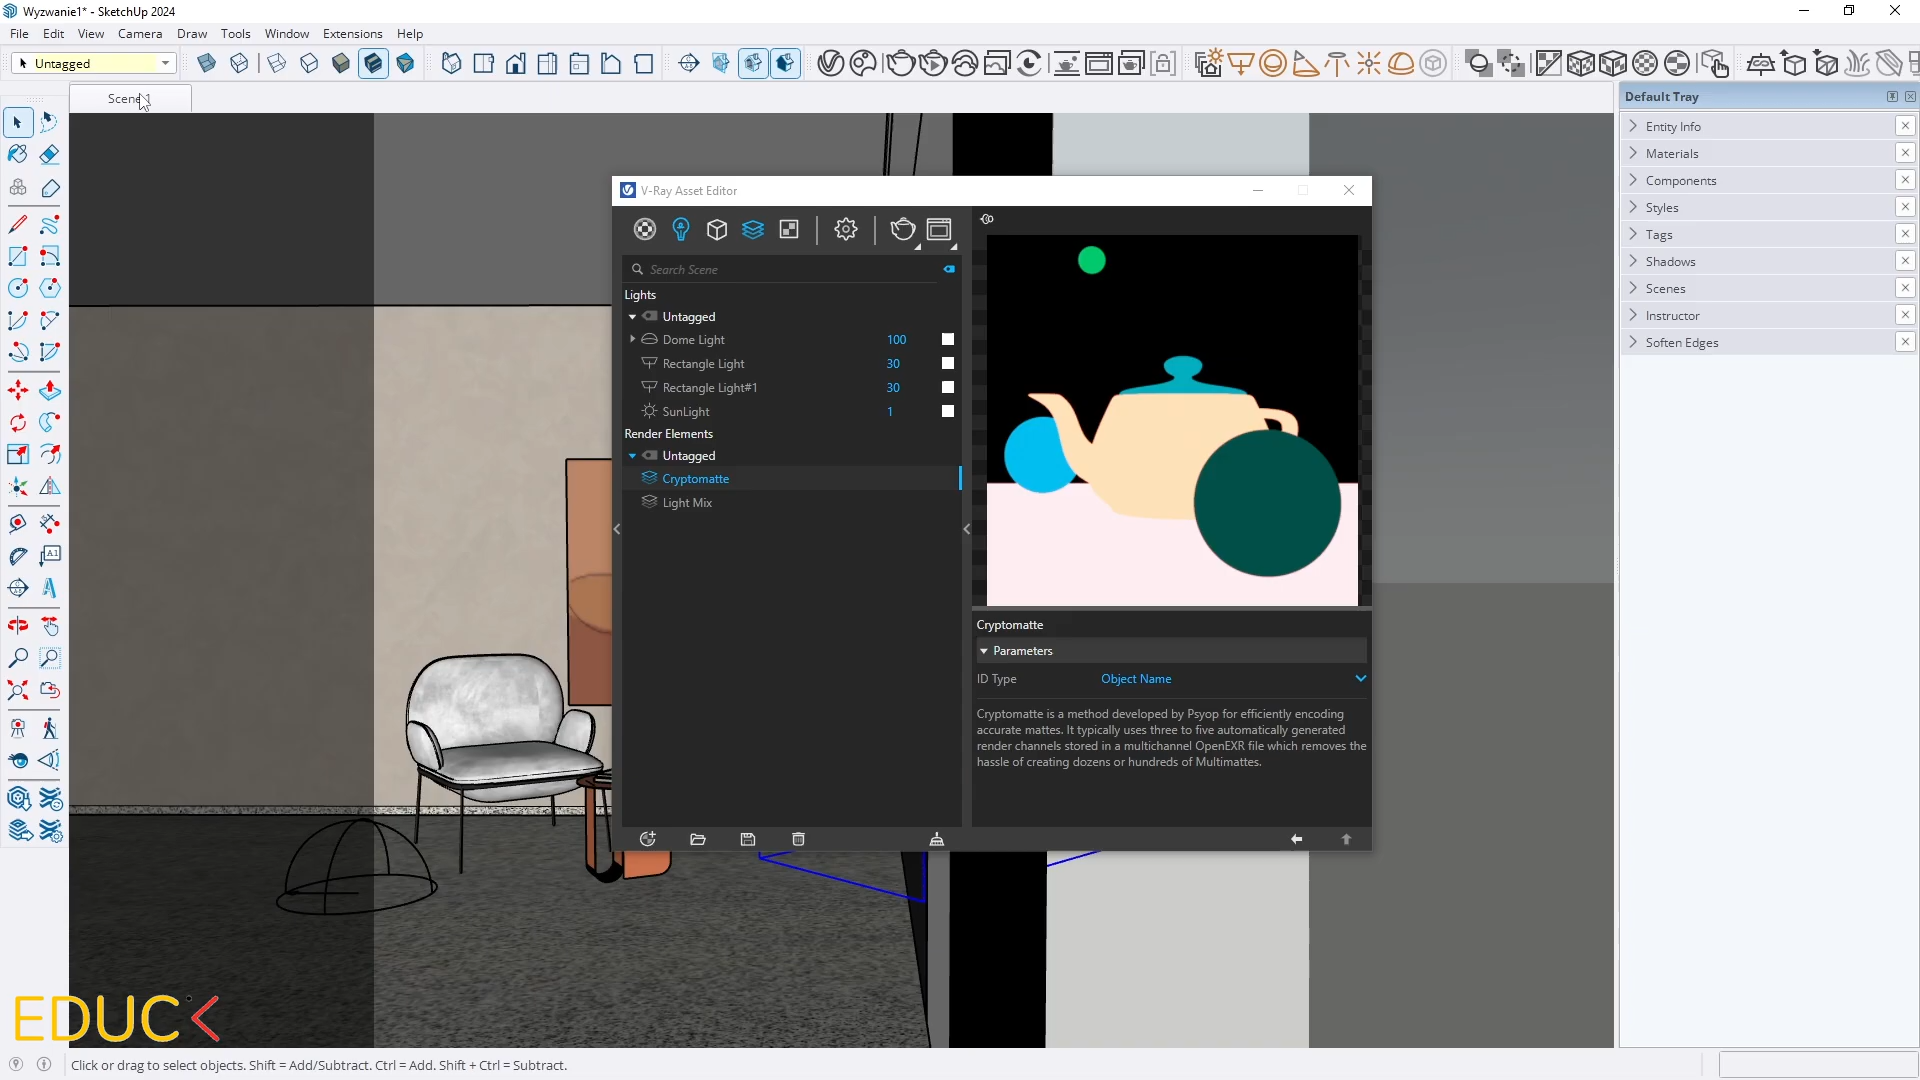 Wyzwanie1* - SketchUp 2024
File Edit View Camera Draw Tools Window Extensions Help
Untagged
Scene 1
Default Tray
Entity Info
Materials
Components
Styles
Tags
Shadows
Scenes
Instructor
Soften Edges
V-Ray Asset Editor
Search Scene
Lights
Untagged
Dome Light 100
Rectangle Light 30
Rectangle Light#1 30
SunLight 1
Render Elements
Untagged
Cryptomatte
Light Mix
Cryptomatte
Parameters
ID Type Object Name
Cryptomatte is a method developed by Psyop for efficiently encoding
accurate mattes. It typically uses three to five automatically generated
render channels stored in a multichannel OpenEXR file which removes the
hassle of creating dozens or hundreds of Multimattes.
EDUC
Click or drag to select objects. Shift = Add/Subtract. Ctrl = Add. Shift + Ctrl = Subtract.